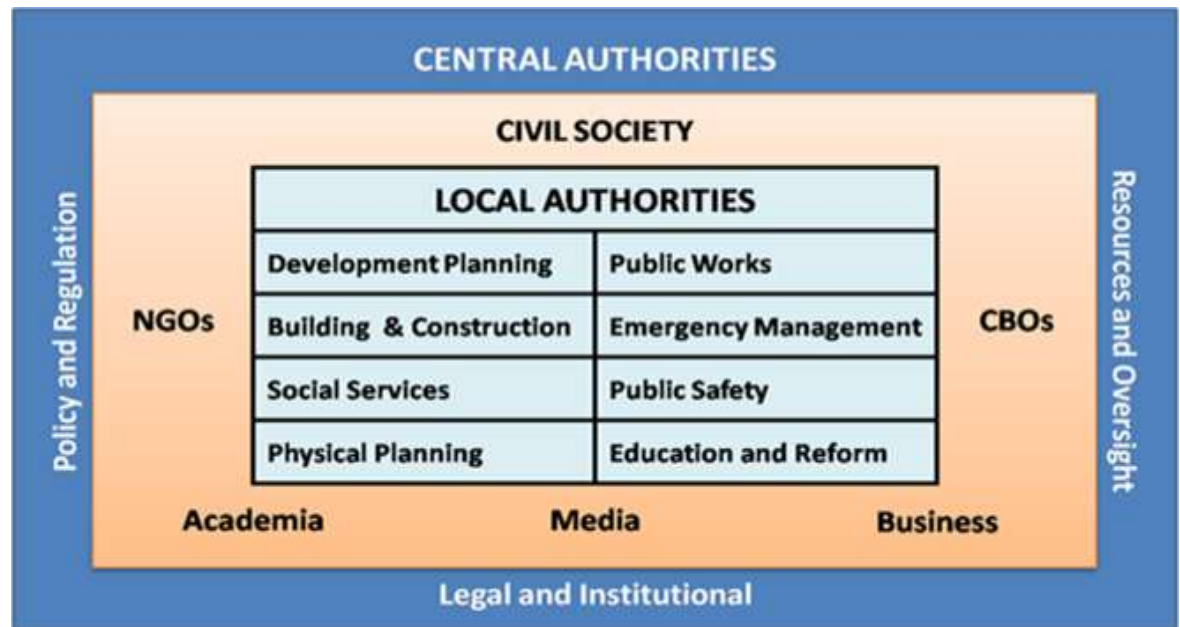 CENTRAL AUTHORITIES
CIVIL SOCIETY
LOCAL AUTHORITIES
Development Planning
Public Works
Building & Construction
Emergency Management
Social Services
Public Safety
Physical Planning
Education and Reform
Policy and Regulation
NGOs
CBOs
Resources and Oversight
Academia
Media
Business
Legal and Institutional